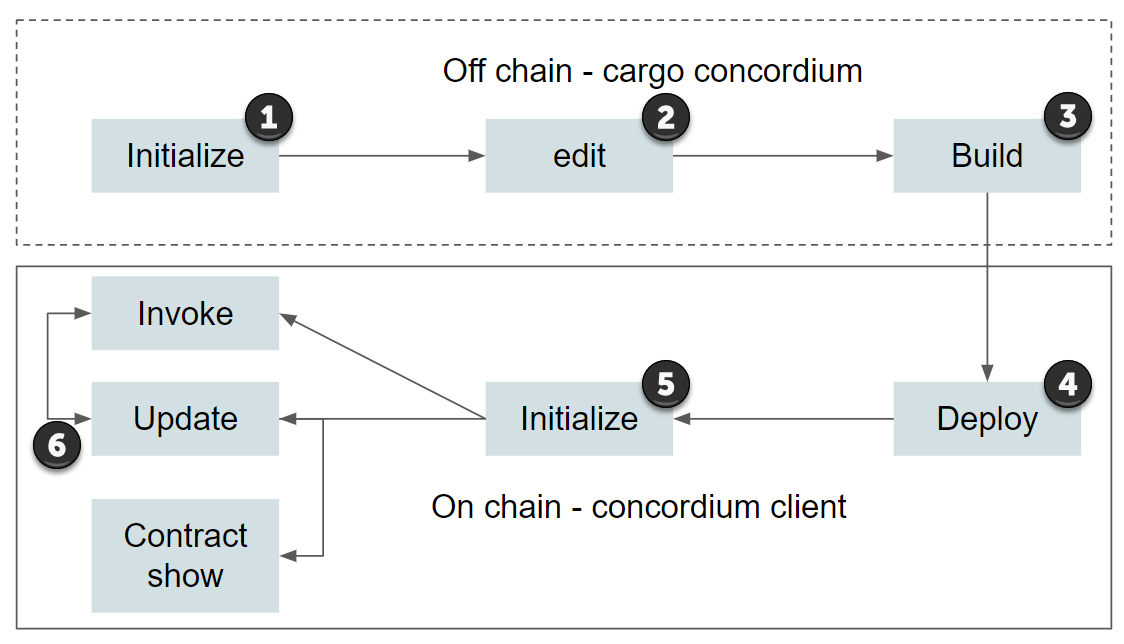 Off chain - cargo concordium
1
2
3
Initialize
edit
Build
Invoke
5
4
Update
Initialize
Deploy
6
On chain - concordium client
Contract
show